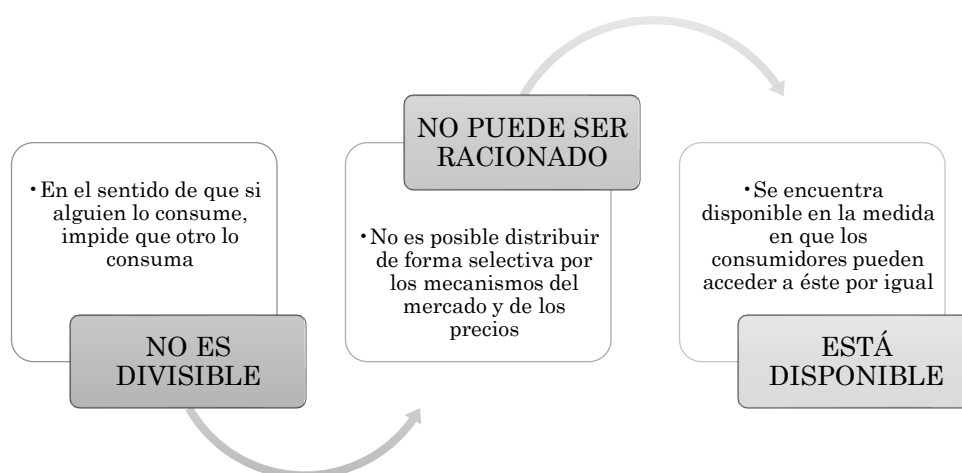 • En el sentido de que si
alguien lo consume,
impide que otro lo
consuma
NO ES
DIVISIBLE
NO PUEDE SER
RACIONADO
• No es posible distribuir
de forma selectiva por
los mecanismos del
mercado y de los
precios
• Se encuentra
disponible en la medida
en que los
consumidores pueden
acceder a éste por igual
ESTÁ
DISPONIBLE